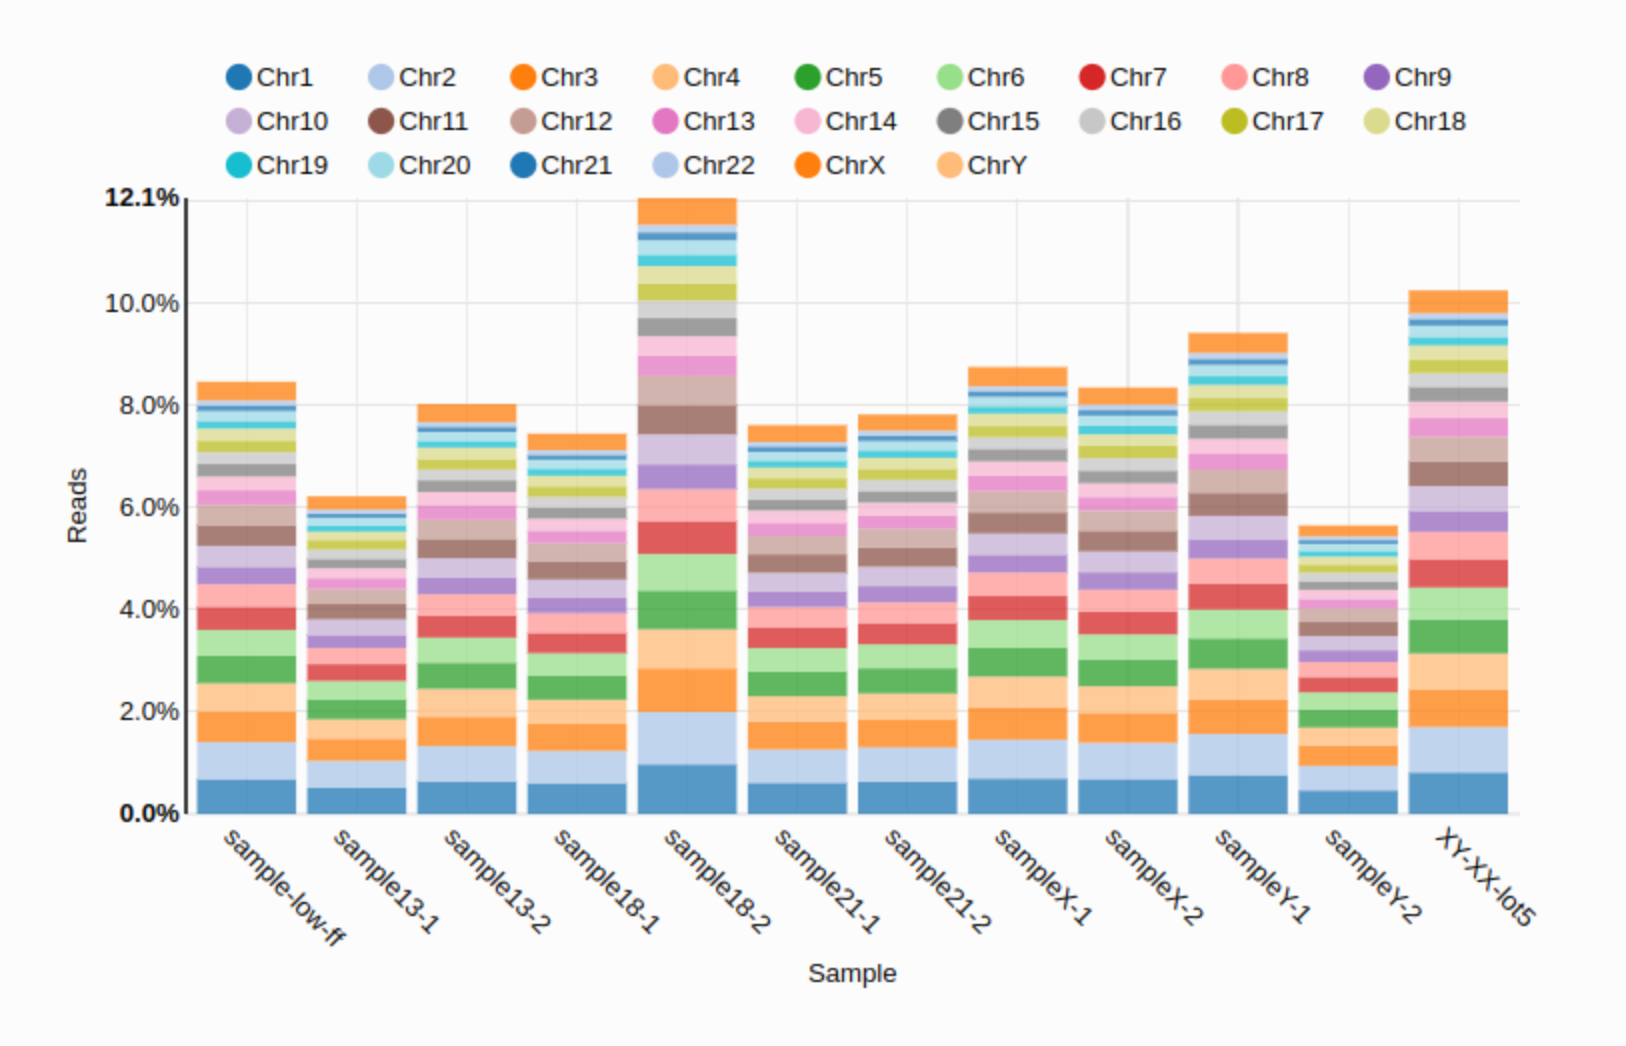 Chr1 Chr2 Chr3 Chr4 Chr5 Chr6 Chr7 Chr8 Chr9
Chr10 Chr11 Chr12 Chr13 Chr14 Chr15 Chr16 Chr17 Chr18
Chr19 Chr20 Chr21 Chr22 ChrX ChrY
12.1%
10.0%
8.0%
6.0%
4.0%
2.0%
0.0%
Reads
sample-low-ff
sample13-1
sample13-2
sample18-1
sample18-2
sample21-1
sample21-2
sampleX-1
sampleX-2
sampleY-1
sampleY-2
XY-XX-lot5
Sample